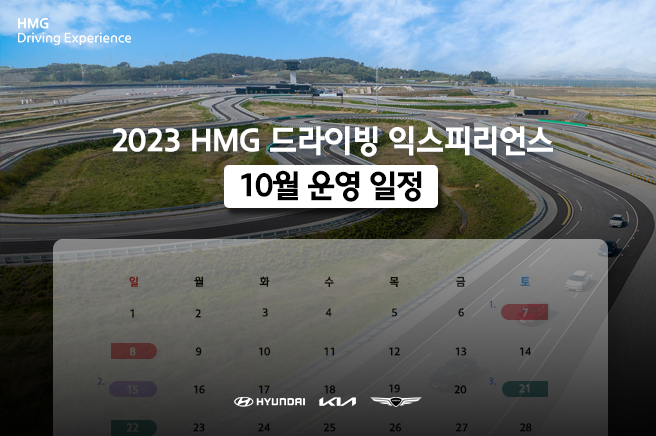 HMG
Driving Experience
2023 HMG 드라이빙 익스피리언스
10월 운영 일정
일 월 화 수 목 금 토
1 2 3 4 5 6 1. 7
8 9 10 11 12 13 14
2. 15 16 17 18 19 20 3. 21
22 23 24 25 26 27 28
HYUNDAI KIA